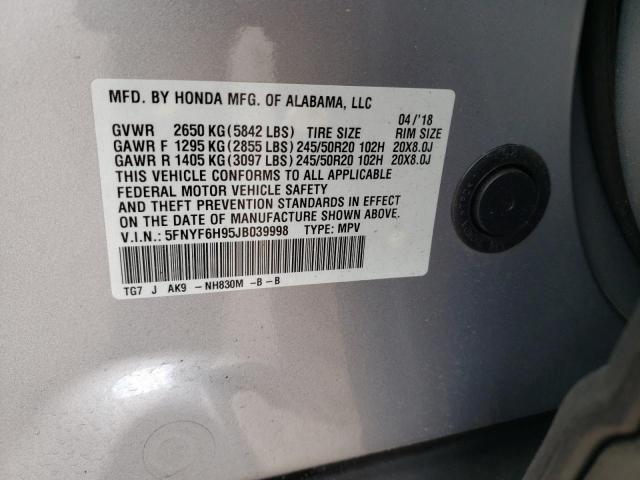 MFD. BY HONDA MFG. OF ALABAMA, LLC
04/'18
GVWR 2650 KG (5842 LBS) TIRE SIZE RIM SIZE
GAWR F 1295 KG (2855 LBS) 245/50R20 102H 20X8.0J
GAWR R 1405 KG (3097 LBS) 245/50R20 102H 20X8.0J
THIS VEHICLE CONFORMS TO ALL APPLICABLE
FEDERAL MOTOR VEHICLE SAFETY
AND THEFT PREVENTION STANDARDS IN EFFECT
ON THE DATE OF MANUFACTURE SHOWN ABOVE.
V.I.N.: 5FNYF6H95JB039998 TYPE: MPV
TG7 J AK9 - NH830M -B -B